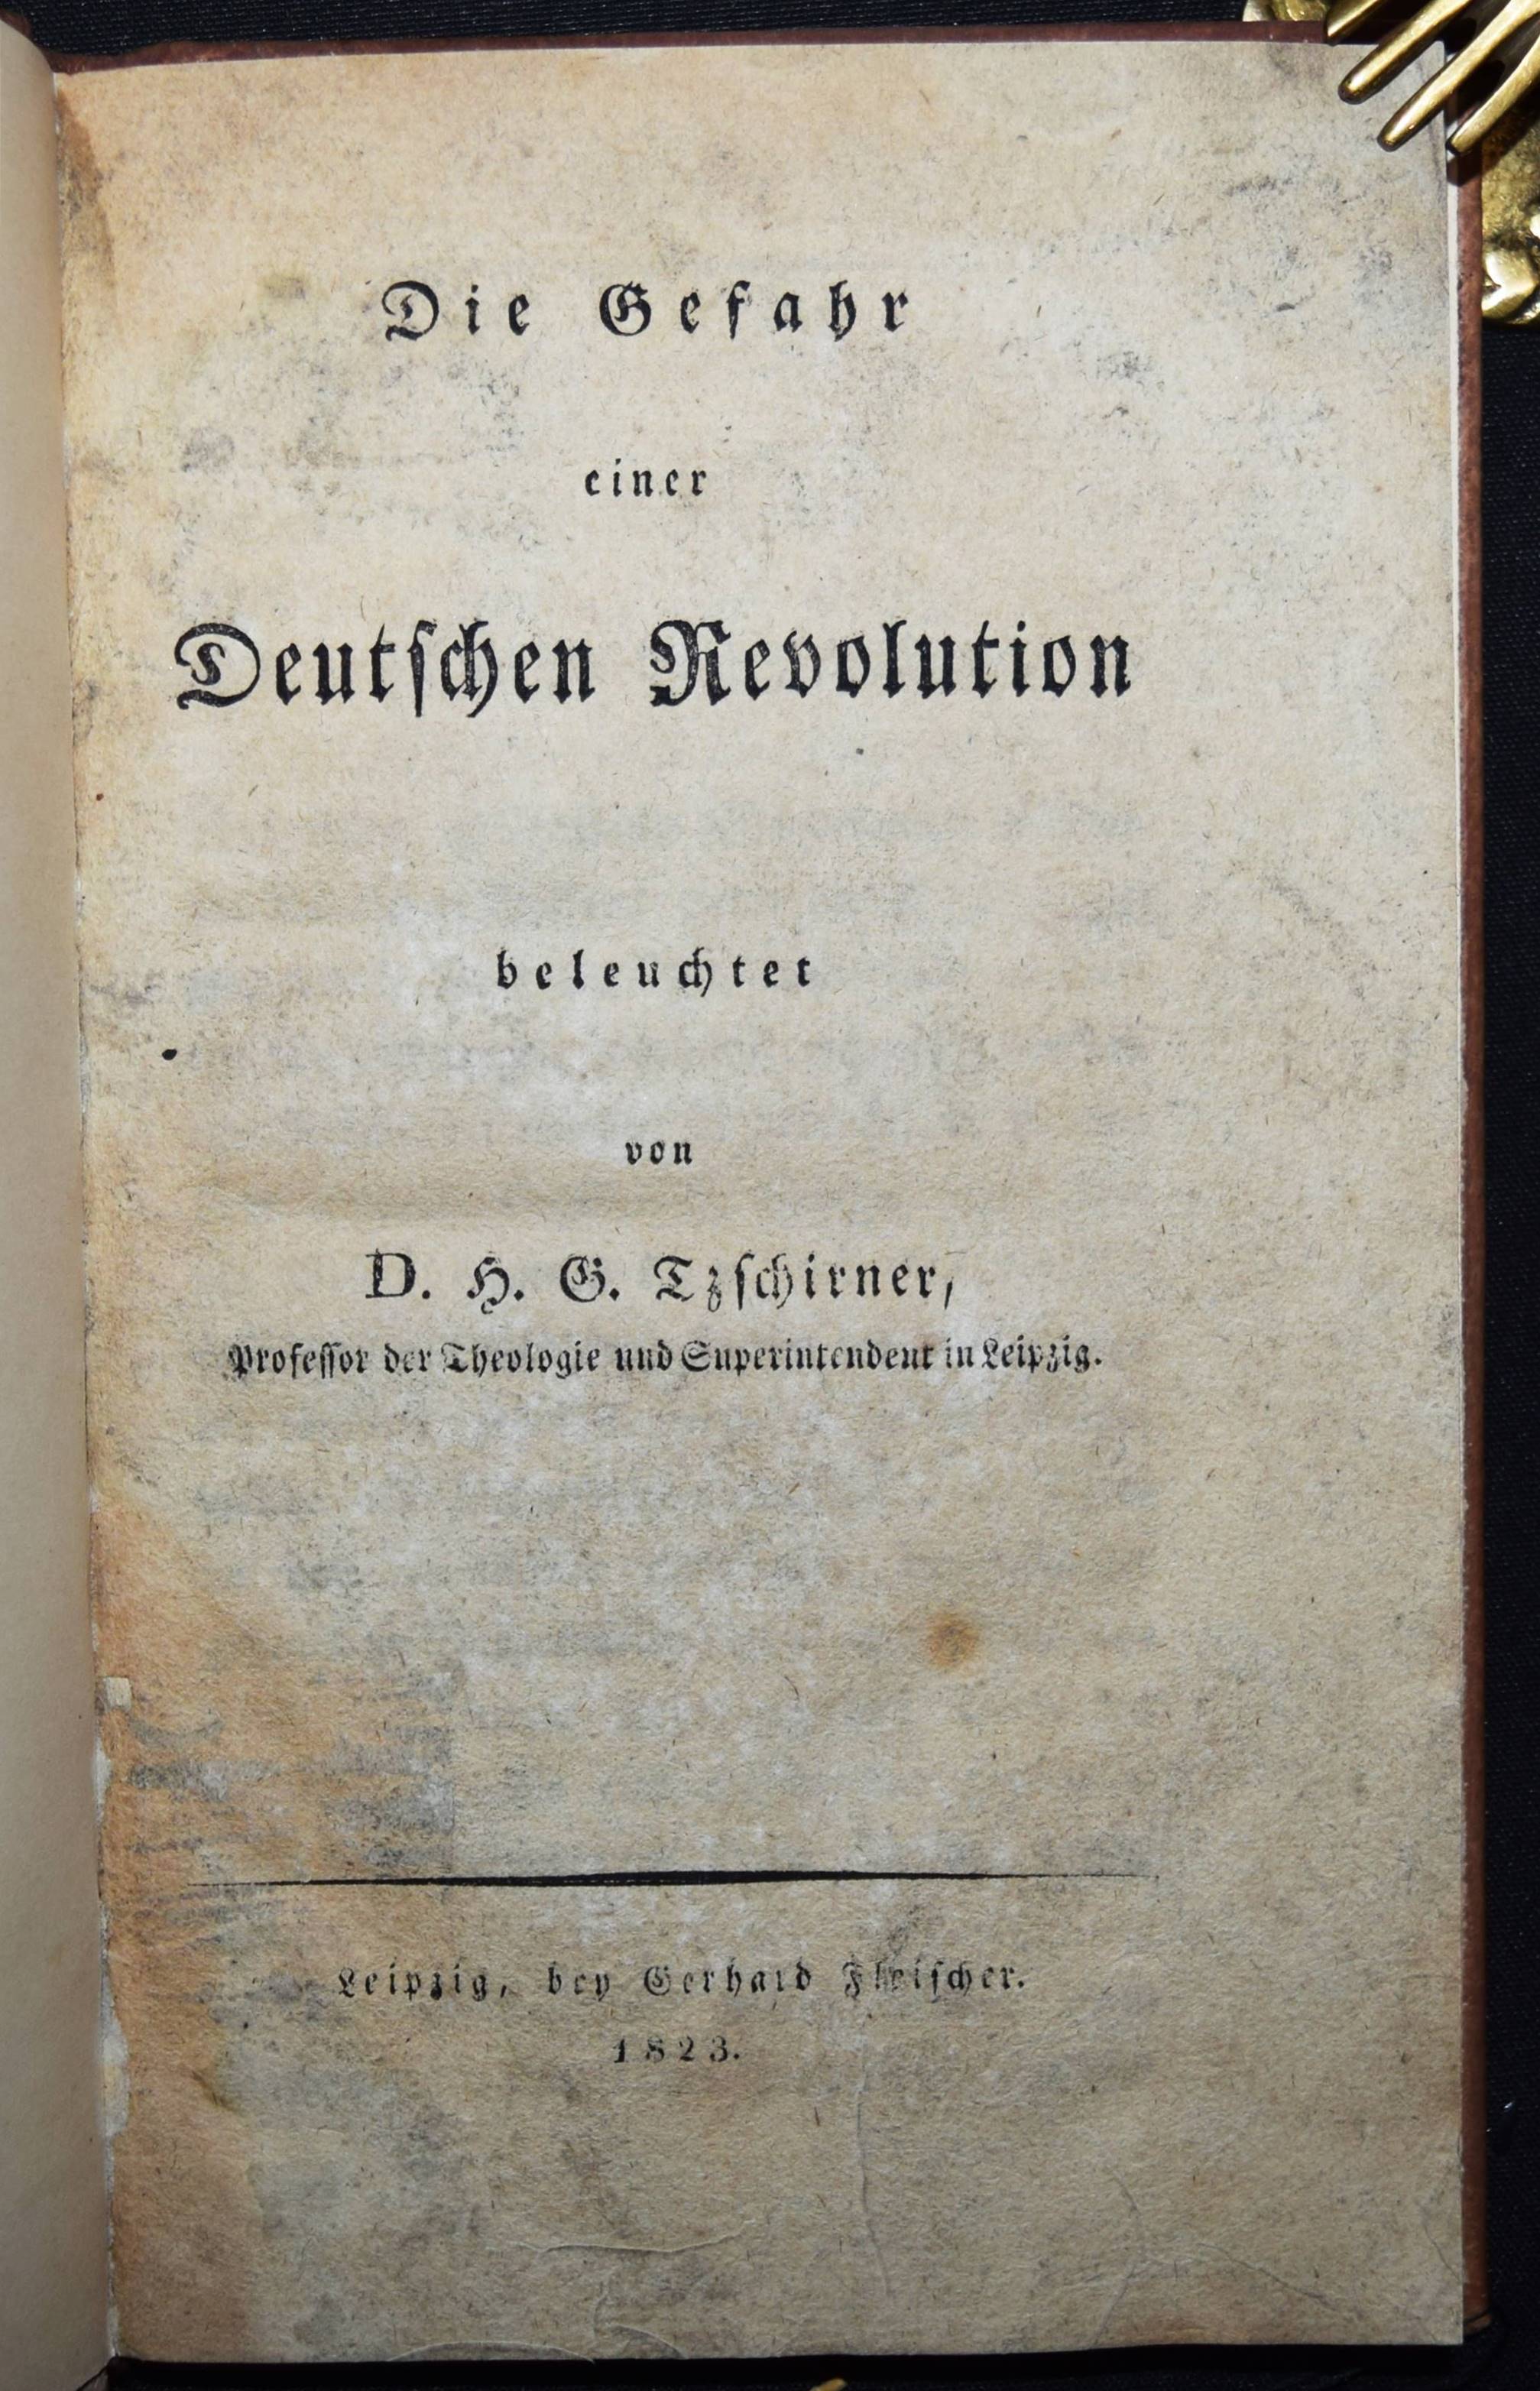 Die Gefahr
einer
Deutſchen Revolution
beleuchtet
von
D. H. G. Tzſchirner,
Profeſſor der Theologie und Superintendent in Leipzig.
Leipzig, bey Gerhard Fleiſcher.
1823.